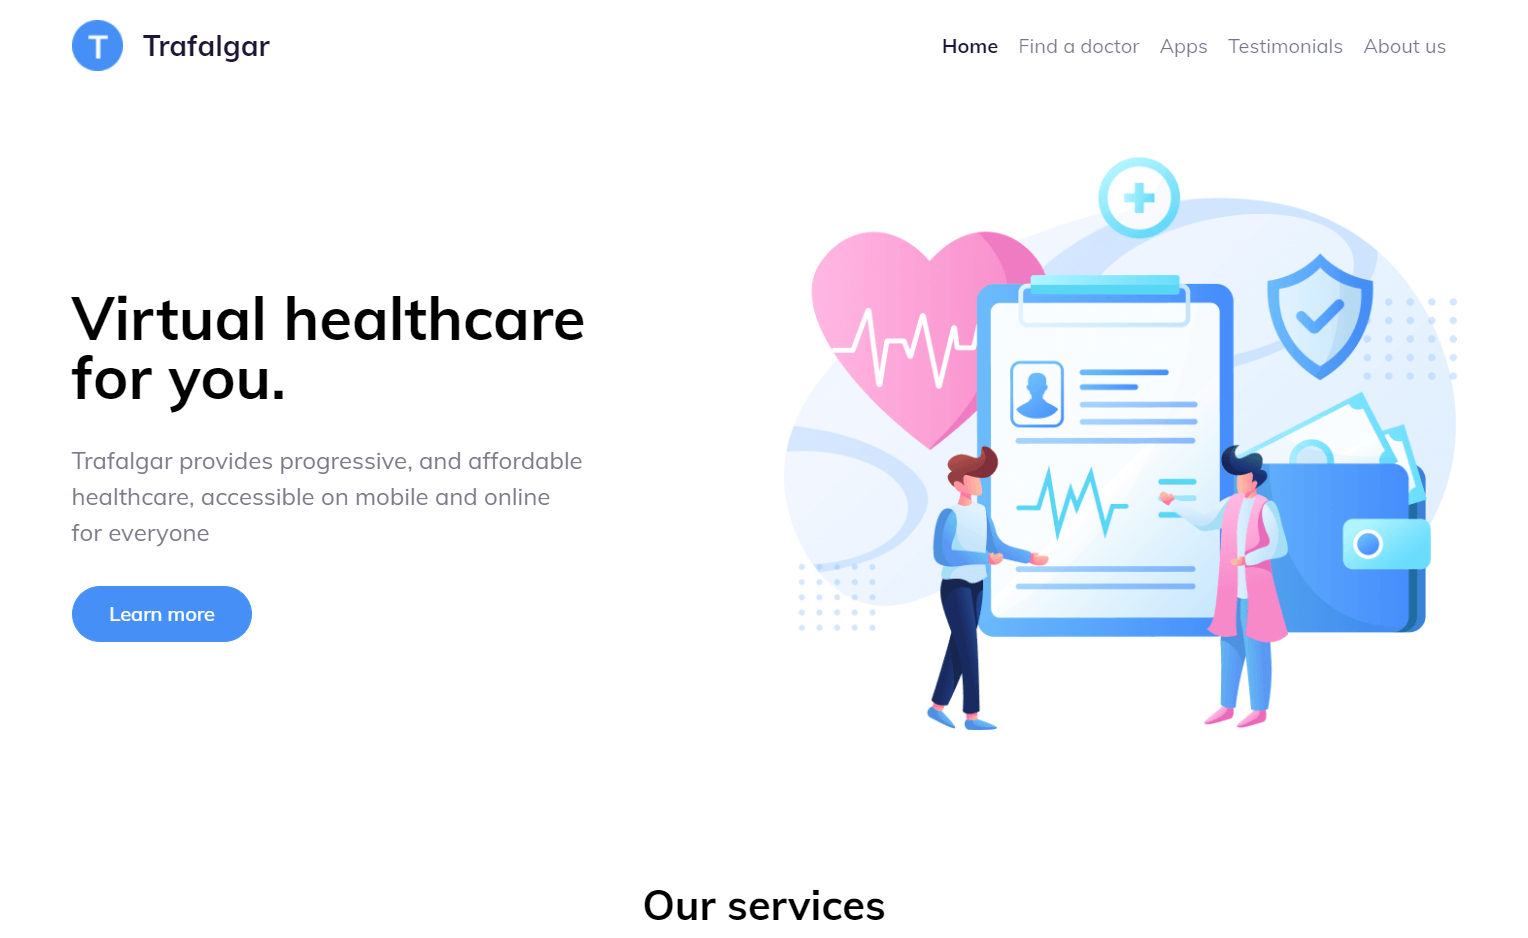 T Trafalgar
Home Find a doctor Apps Testimonials About us
Virtual healthcare
for you.
Trafalgar provides progressive, and affordable
healthcare, accessible on mobile and online
for everyone
Learn more
Our services